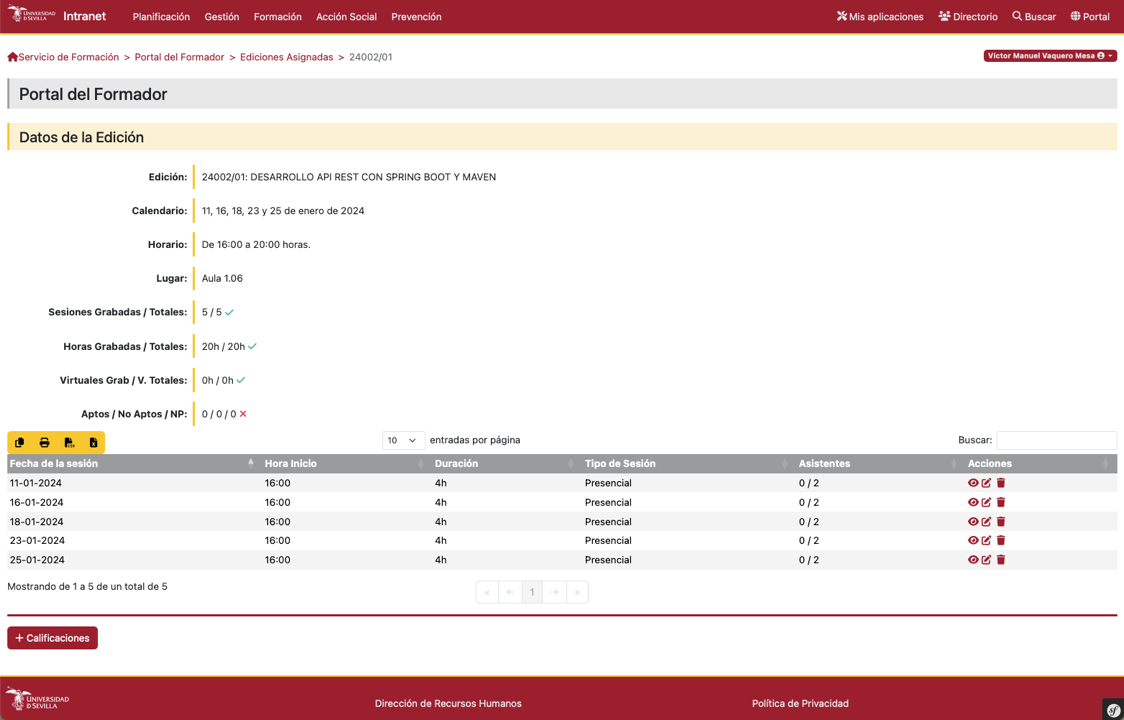 UNIVERSIDAD
D SEVILLA
Intranet Planificación Gestión Formación Acción Social Prevención Mis aplicaciones Directorio Buscar Portal
Servicio de Formación > Portal del Formador > Ediciones Asignadas > 24002/01
Víctor Manuel Vaquero Mesa
Portal del Formador
Datos de la Edición
Edición: 24002/01: DESARROLLO API REST CON SPRING BOOT Y MAVEN
Calendario: 11, 16, 18, 23 y 25 de enero de 2024
Horario: De 16:00 a 20:00 horas.
Lugar: Aula 1.06
Sesiones Grabadas / Totales: 5 / 5
Horas Grabadas / Totales: 20h / 20h
Virtuales Grab / V. Totales: 0h / 0h
Aptos / No Aptos / NP: 0 / 0 / 0
10 entradas por página Buscar:
Fecha de la sesión Hora Inicio Duración Tipo de Sesión Asistentes Acciones
11-01-2024 16:00 4h Presencial 0 / 2
16-01-2024 16:00 4h Presencial 0 / 2
18-01-2024 16:00 4h Presencial 0 / 2
23-01-2024 16:00 4h Presencial 0 / 2
25-01-2024 16:00 4h Presencial 0 / 2
Mostrando de 1 a 5 de un total de 5
« ← 1 → »
+ Calificaciones
UNIVERSIDAD
D SEVILLA
Dirección de Recursos Humanos Política de Privacidad
sf